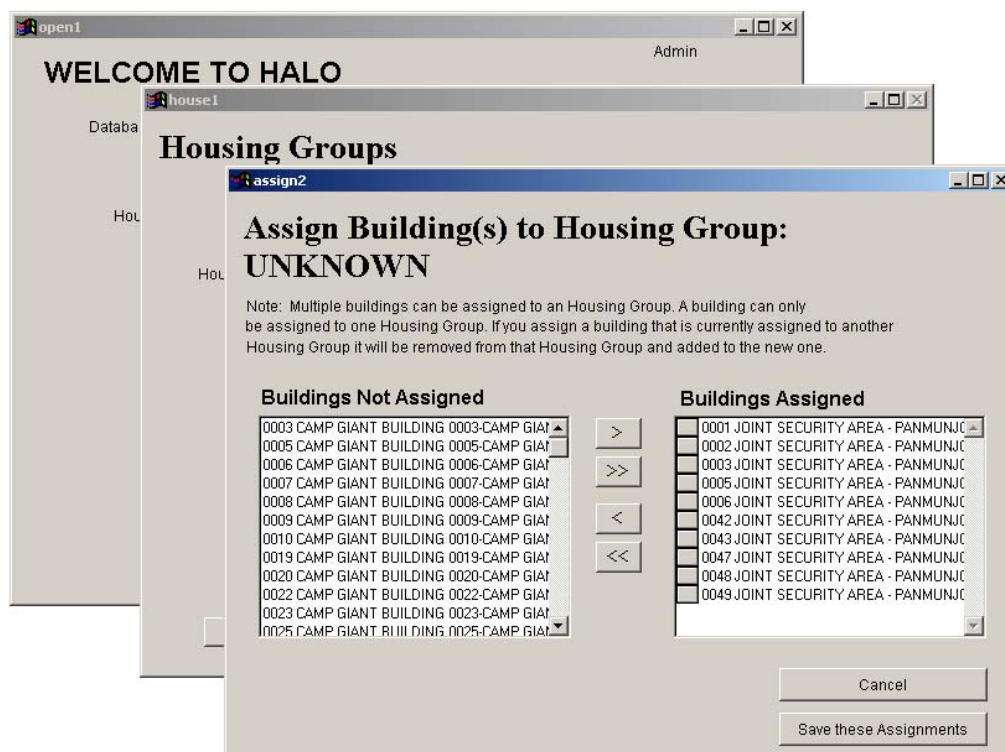 open1
Admin
WELCOME TO HALO
house1
Databa
Housing Groups
assign2
Hou
Assign Building(s) to Housing Group:
UNKNOWN
Hou
Note: Multiple buildings can be assigned to an Housing Group. A building can only
be assigned to one Housing Group. If you assign a building that is currently assigned to another
Housing Group it will be removed from that Housing Group and added to the new one.
Buildings Not Assigned
0003 CAMP GIANT BUILDING 0003-CAMP GIAN
0005 CAMP GIANT BUILDING 0005-CAMP GIAN
0006 CAMP GIANT BUILDING 0006-CAMP GIAN
0007 CAMP GIANT BUILDING 0007-CAMP GIAN
0008 CAMP GIANT BUILDING 0008-CAMP GIAN
0009 CAMP GIANT BUILDING 0009-CAMP GIAN
0010 CAMP GIANT BUILDING 0010-CAMP GIAN
0019 CAMP GIANT BUILDING 0019-CAMP GIAN
0020 CAMP GIANT BUILDING 0020-CAMP GIAN
0022 CAMP GIANT BUILDING 0022-CAMP GIAN
0023 CAMP GIANT BUILDING 0023-CAMP GIAN
0025 CAMP GIANT BUILDING 0025-CAMP GIAN
>
>>
<
<<
Buildings Assigned
0001 JOINT SECURITY AREA - PANMUNJO
0002 JOINT SECURITY AREA - PANMUNJO
0003 JOINT SECURITY AREA - PANMUNJO
0005 JOINT SECURITY AREA - PANMUNJO
0006 JOINT SECURITY AREA - PANMUNJO
0042 JOINT SECURITY AREA - PANMUNJO
0043 JOINT SECURITY AREA - PANMUNJO
0047 JOINT SECURITY AREA - PANMUNJO
0048 JOINT SECURITY AREA - PANMUNJO
0049 JOINT SECURITY AREA - PANMUNJO
Cancel
Save these Assignments